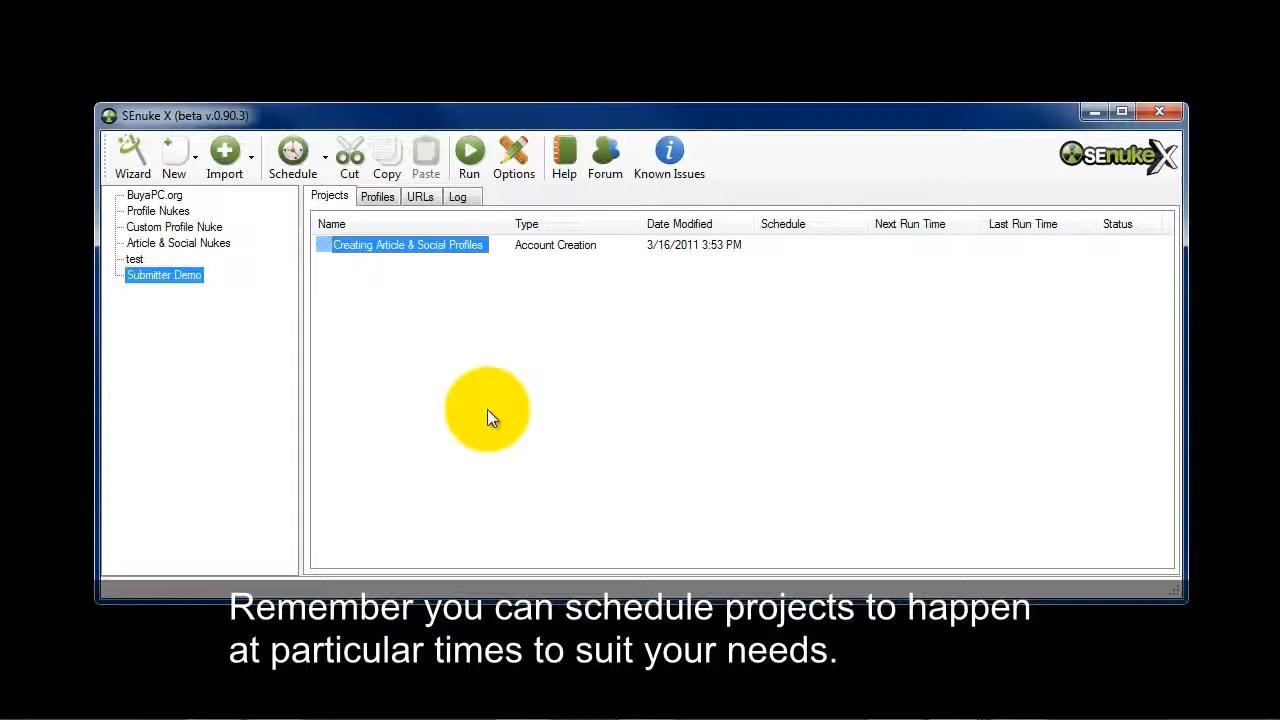 SEnuke X (beta v.0.90.3)
Wizard New Import Schedule Cut Copy Paste Run Options Help Forum Known Issues
SEnukeX
BuyaPC.org
Profile Nukes
Custom Profile Nuke
Article & Social Nukes
test
Submitter Demo
Projects Profiles URLs Log
Name Type Date Modified Schedule Next Run Time Last Run Time Status
Creating Article & Social Profiles Account Creation 3/16/2011 3:53 PM
Remember you can schedule projects to happen
at particular times to suit your needs.